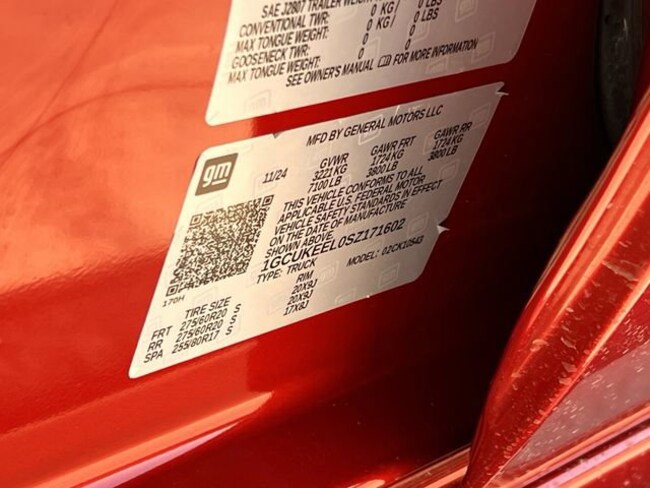 SAE J2807 TRAILER WEIGHT
CONVENTIONAL TWR: 0 KG / 0 LBS
MAX TONGUE WEIGHT: 0 KG / 0 LBS
GOOSENECK TWR: 0
MAX TONGUE WEIGHT: 0
SEE OWNER'S MANUAL FOR MORE INFORMATION
MFD BY GENERAL MOTORS LLC
gm
11/24 GVWR GAWR FRT GAWR RR
3221 KG 1724 KG 1724 KG
7100 LB 3800 LB 3800 LB
THIS VEHICLE CONFORMS TO ALL
APPLICABLE U.S. FEDERAL MOTOR
VEHICLE SAFETY STANDARDS IN EFFECT
ON THE DATE OF MANUFACTURE
SHOWN ABOVE.
1GCUKEEL0SZ171602
TYPE: TRUCK MODEL: 02CK10543
170H
TIRE SIZE RIM
FRT 275/60R20 S 20X9J
RR 275/60R20 S 20X9J
SPA 255/80R17 S 17X8J